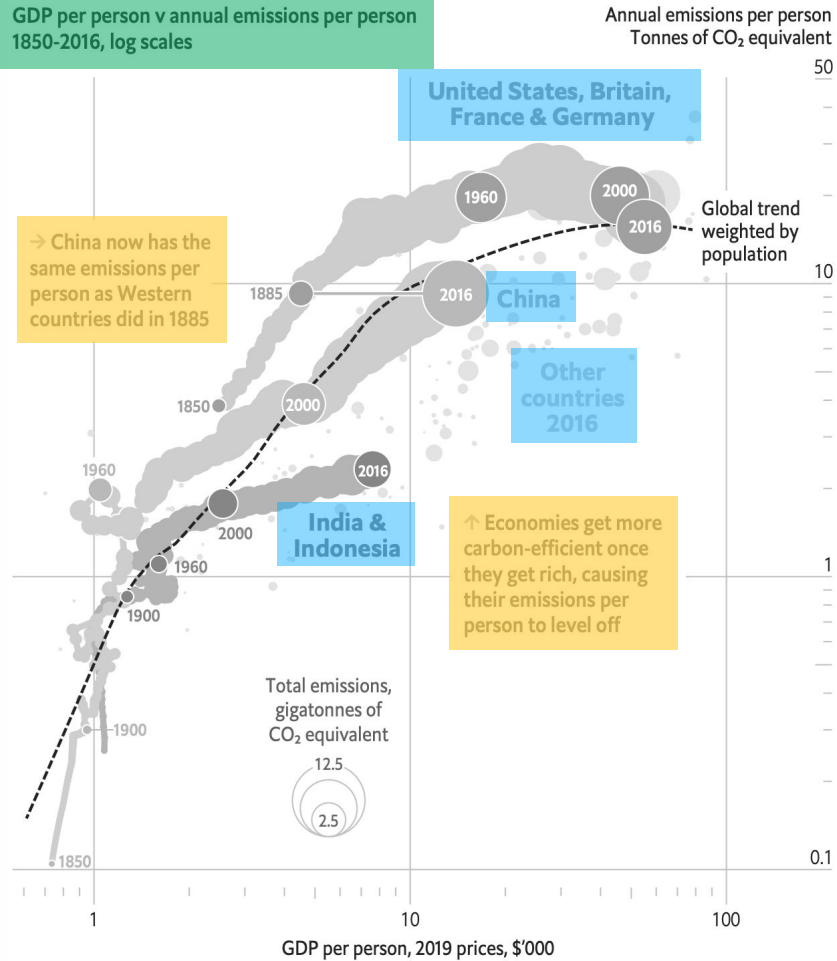 GDP per person v annual emissions per person
1850-2016, log scales
Annual emissions per person
Tonnes of CO₂ equivalent
50
United States, Britain,
France & Germany
1960
2000
2016
Global trend
weighted by
population
→ China now has the
same emissions per
person as Western
countries did in 1885
10
1885
2016
China
1850
2000
Other
countries
2016
1960
2016
2000
India &
Indonesia
↑ Economies get more
carbon-efficient once
they get rich, causing
their emissions per
person to level off
1960
1
1900
Total emissions,
gigatonnes of
CO₂ equivalent
1900
12.5
2.5
1850
0.1
1
10
100
GDP per person, 2019 prices, $'000